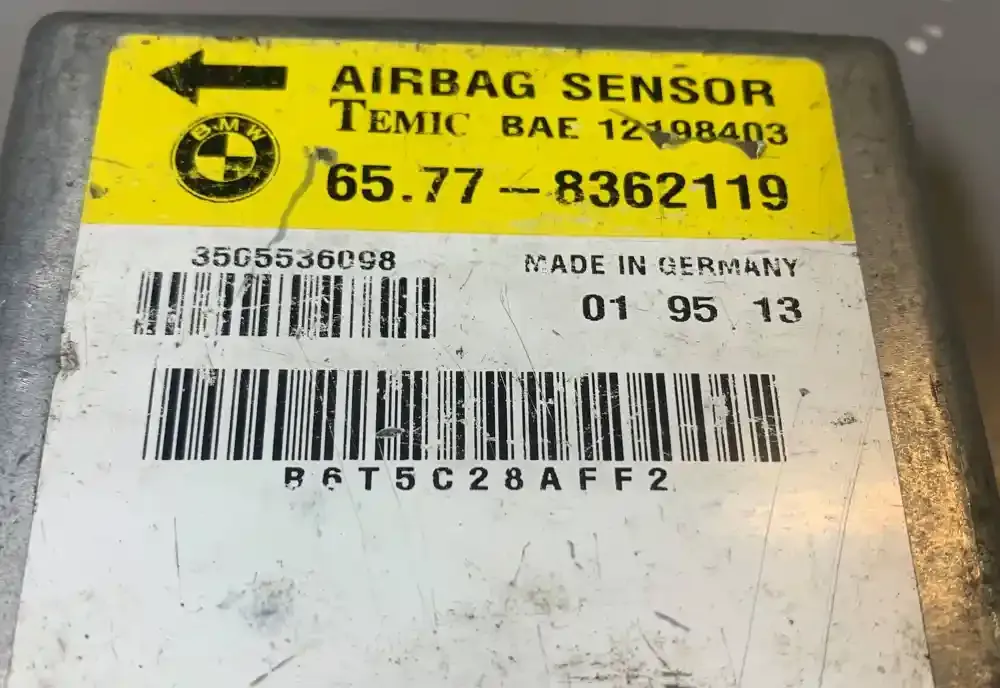 AIRBAG SENSOR
BMW
TEMIC BAE 12198403
65.77-8362119
3505536098
MADE IN GERMANY
01 95 13
B6T5C28AFF2